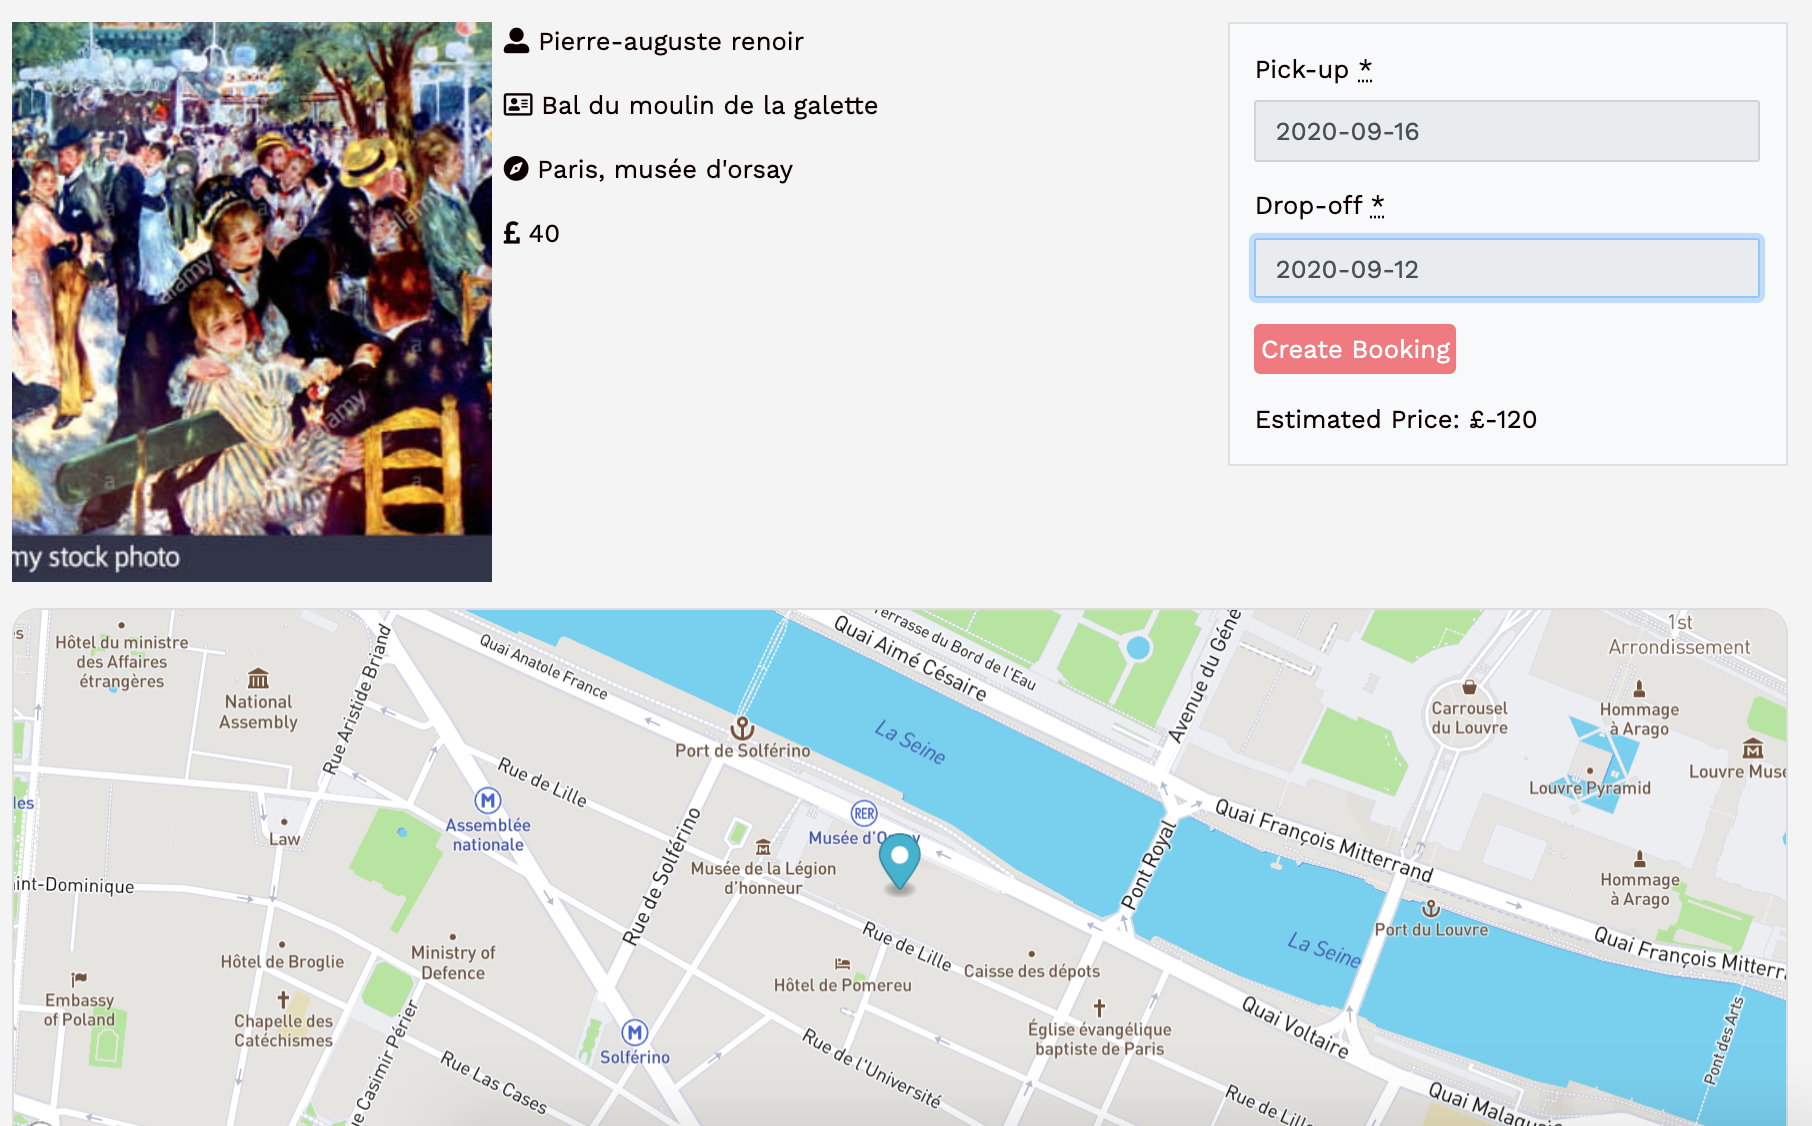 Pierre-auguste renoir
Bal du moulin de la galette
Paris, musée d'orsay
£ 40
alamy
alamy
alamy
a
a
a
a
my stock photo
Pick-up *
2020-09-16
Drop-off *
2020-09-12
Create Booking
Estimated Price: £-120
Hôtel du ministre
des Affaires
étrangères
National
Assembly
Rue Aristide Briand
Quai Anatole France
Port de Solférino
La Seine
Quai Aimé Césaire
Terrasse du Bord de l'Eau
Avenue du Géné
1st
Arrondissement
Carrousel
du Louvre
Hommage
à Arago
Louvre Muse
Louvre Pyramid
Law
M
Assemblée
nationale
Rue de Lille
Rue de Solférino
RER
Musée de la Légion
d'honneur
Pont Royal
Quai François Mitterrand
Hommage
à Arago
Port du Louvre
Quai François Mitterr
int-Dominique
Hôtel de Broglie
Ministry of
Defence
Rue de Lille
Caisse des dépots
Hôtel de Pomereu
La Seine
Embassy
of Poland
Chapelle des
Catéchismes
Casimir Périer
M
Solférino
Église évangélique
baptiste de Paris
Quai Voltaire
Pont des Arts
Rue Las Cases
Rue de l'Université
Rue de Lille
Quai Malaquais